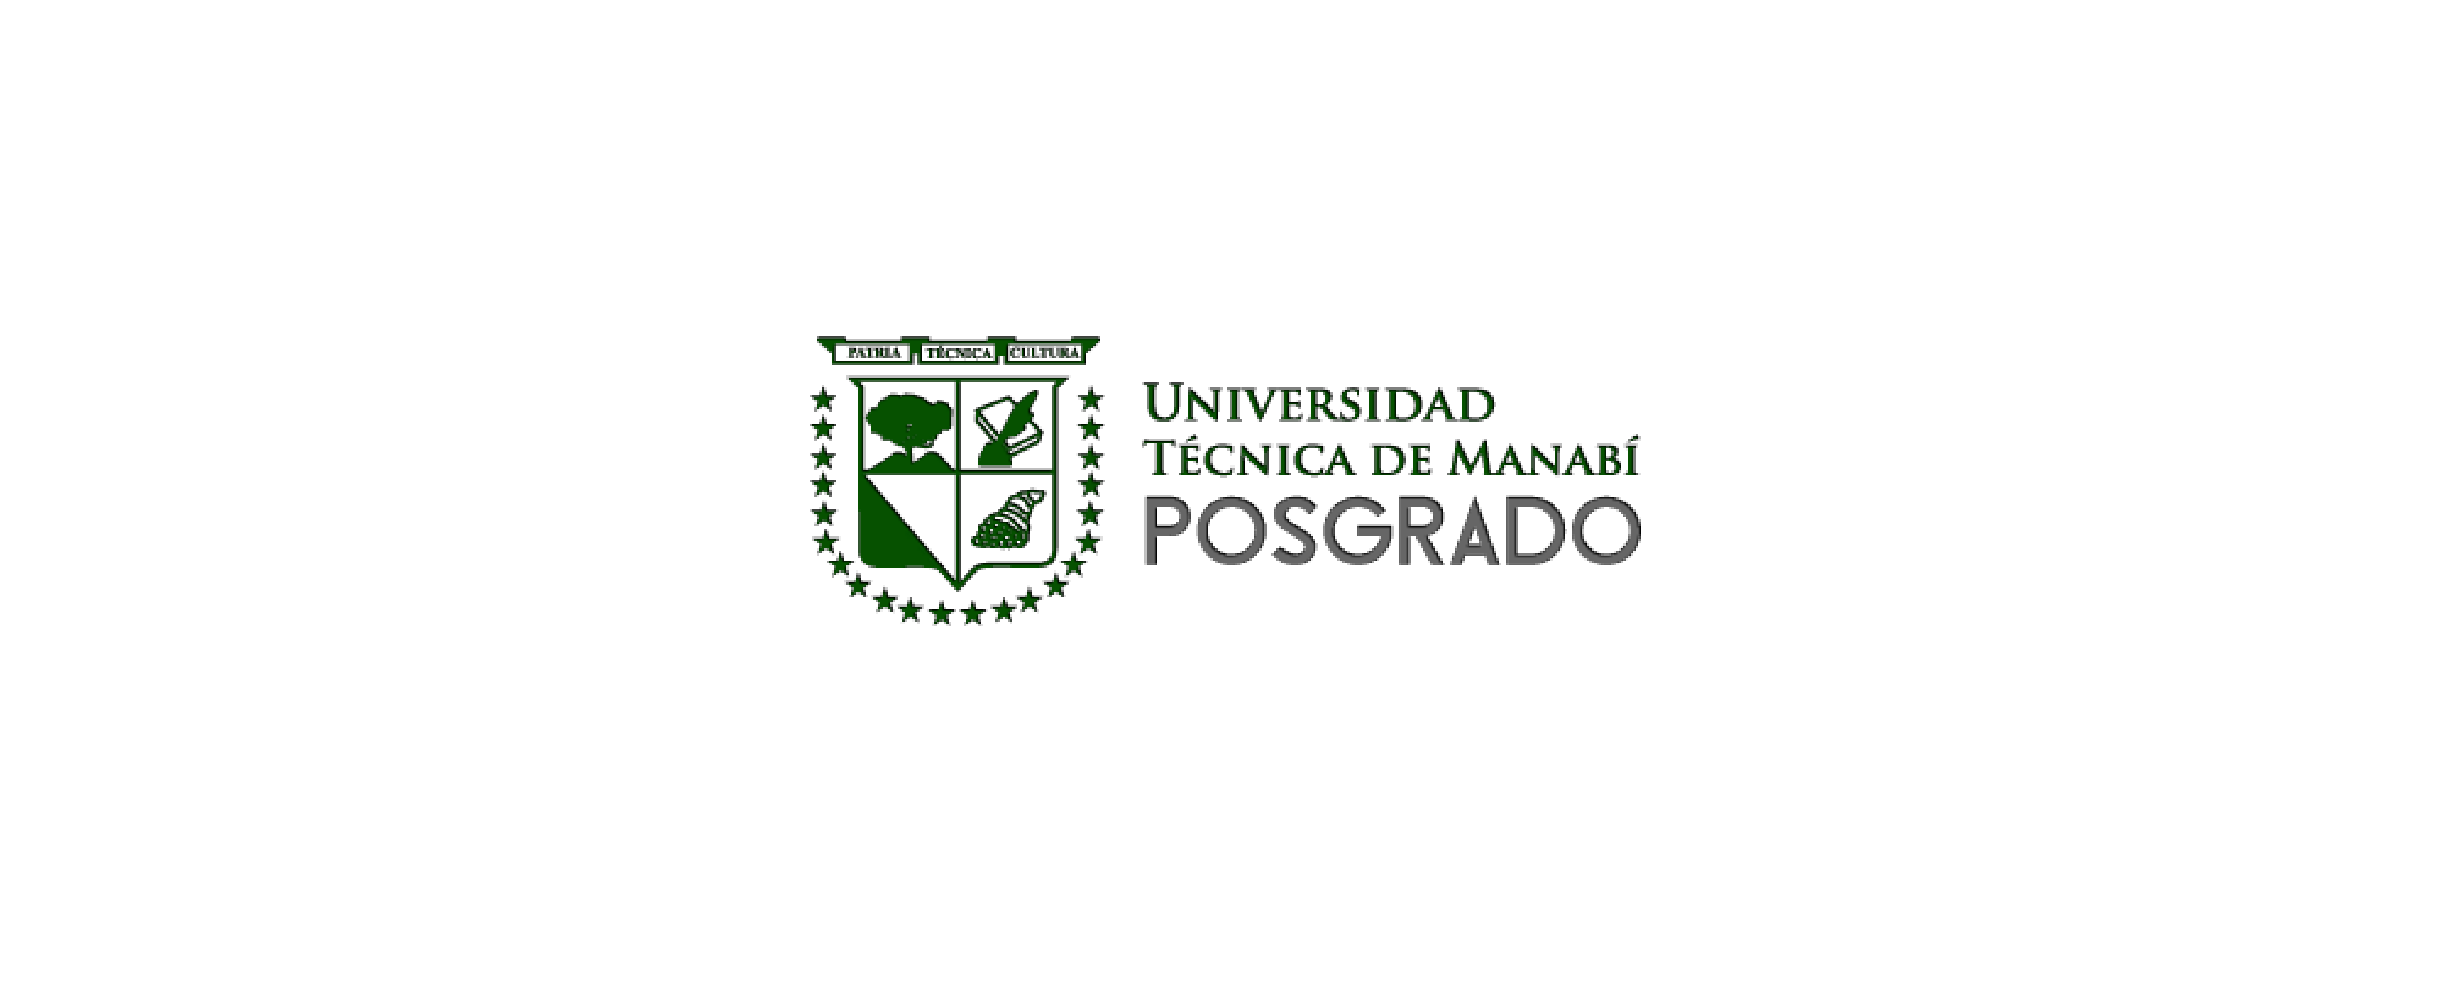 PATRIA TÉCNICA CULTURA
UNIVERSIDAD
TÉCNICA DE MANABÍ
POSGRADO